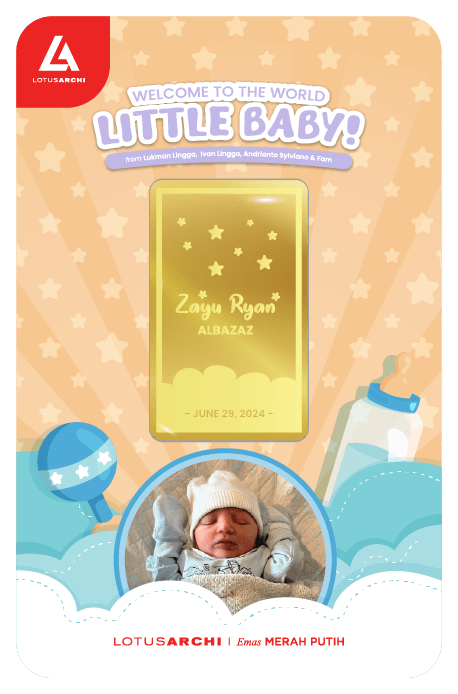 LOTUSARCHI
WELCOME TO THE WORLD
LITTLE BABY!
from Lukman Lingga, Ivan Lingga, Andrianto Sylviano & Fam
Zayu Ryan
ALBAZAZ
- JUNE 29, 2024 -
LOTUSARCHI | Emas MERAH PUTIH